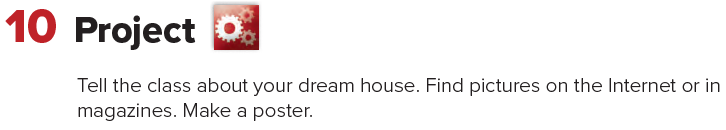 10 Project
Tell the class about your dream house. Find pictures on the Internet or in
magazines. Make a poster.